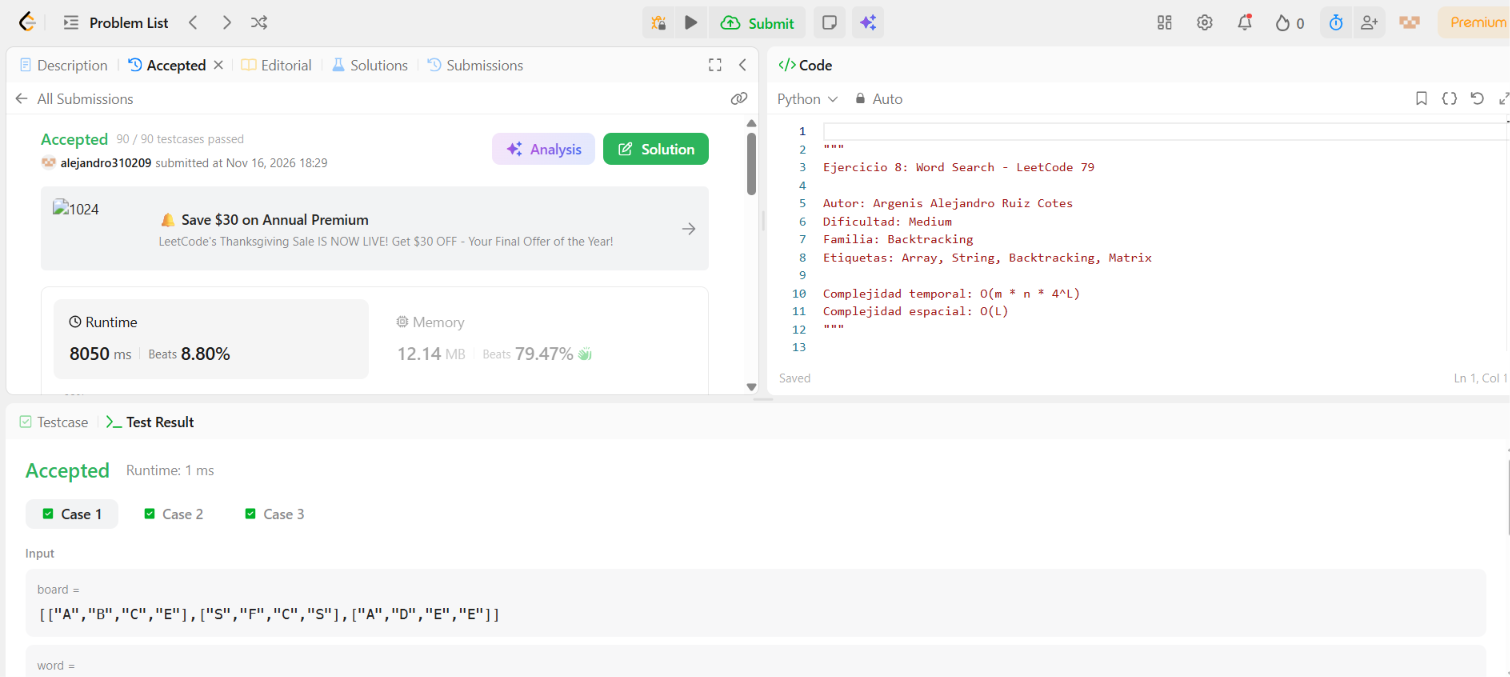 Problem List
Submit
0
Premium
Description
Accepted
Editorial
Solutions
Submissions
All Submissions
Accepted 90 / 90 testcases passed
alejandro310209 submitted at Nov 16, 2026 18:29
Analysis
Solution
1024
Save $30 on Annual Premium
LeetCode's Thanksgiving Sale IS NOW LIVE! Get $30 OFF - Your Final Offer of the Year!
Runtime
8050 ms Beats 8.80%
Memory
12.14 MB Beats 79.47%
</> Code
Python
Auto
1
2 """
3 Ejercicio 8: Word Search - LeetCode 79
4
5 Autor: Argenis Alejandro Ruiz Cotes
6 Dificultad: Medium
7 Familia: Backtracking
8 Etiquetas: Array, String, Backtracking, Matrix
9
10 Complejidad temporal: O(m * n * 4^L)
11 Complejidad espacial: O(L)
12 """
13
Saved
Ln 1, Col 1
Testcase
Test Result
Accepted Runtime: 1 ms
Case 1
Case 2
Case 3
Input
board =
[["A","B","C","E"],["S","F","C","S"],["A","D","E","E"]]
word =